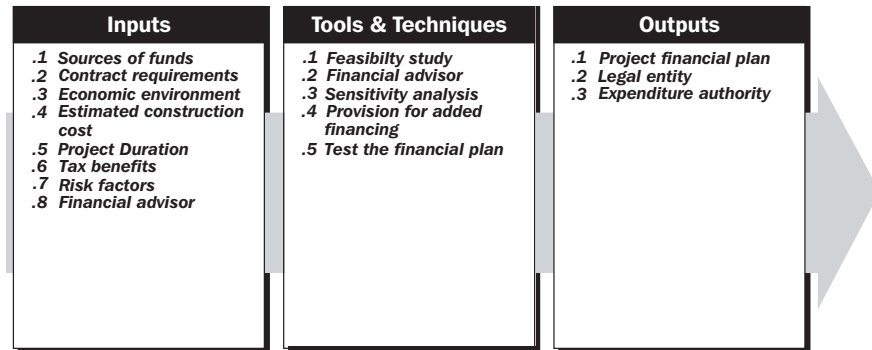 Inputs
.1 Sources of funds
.2 Contract requirements
.3 Economic environment
.4 Estimated construction
cost
.5 Project Duration
.6 Tax benefits
.7 Risk factors
.8 Financial advisor
Tools & Techniques
.1 Feasibilty study
.2 Financial advisor
.3 Sensitivity analysis
.4 Provision for added
financing
.5 Test the financial plan
Outputs
.1 Project financial plan
.2 Legal entity
.3 Expenditure authority